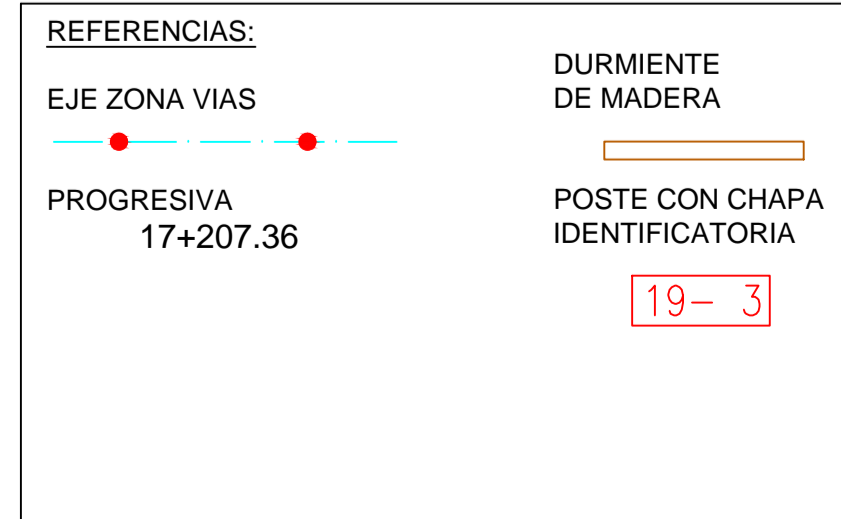 REFERENCIAS:
EJE ZONA VIAS
PROGRESIVA
17+207.36
DURMIENTE
DE MADERA
POSTE CON CHAPA
IDENTIFICATORIA
19- 3